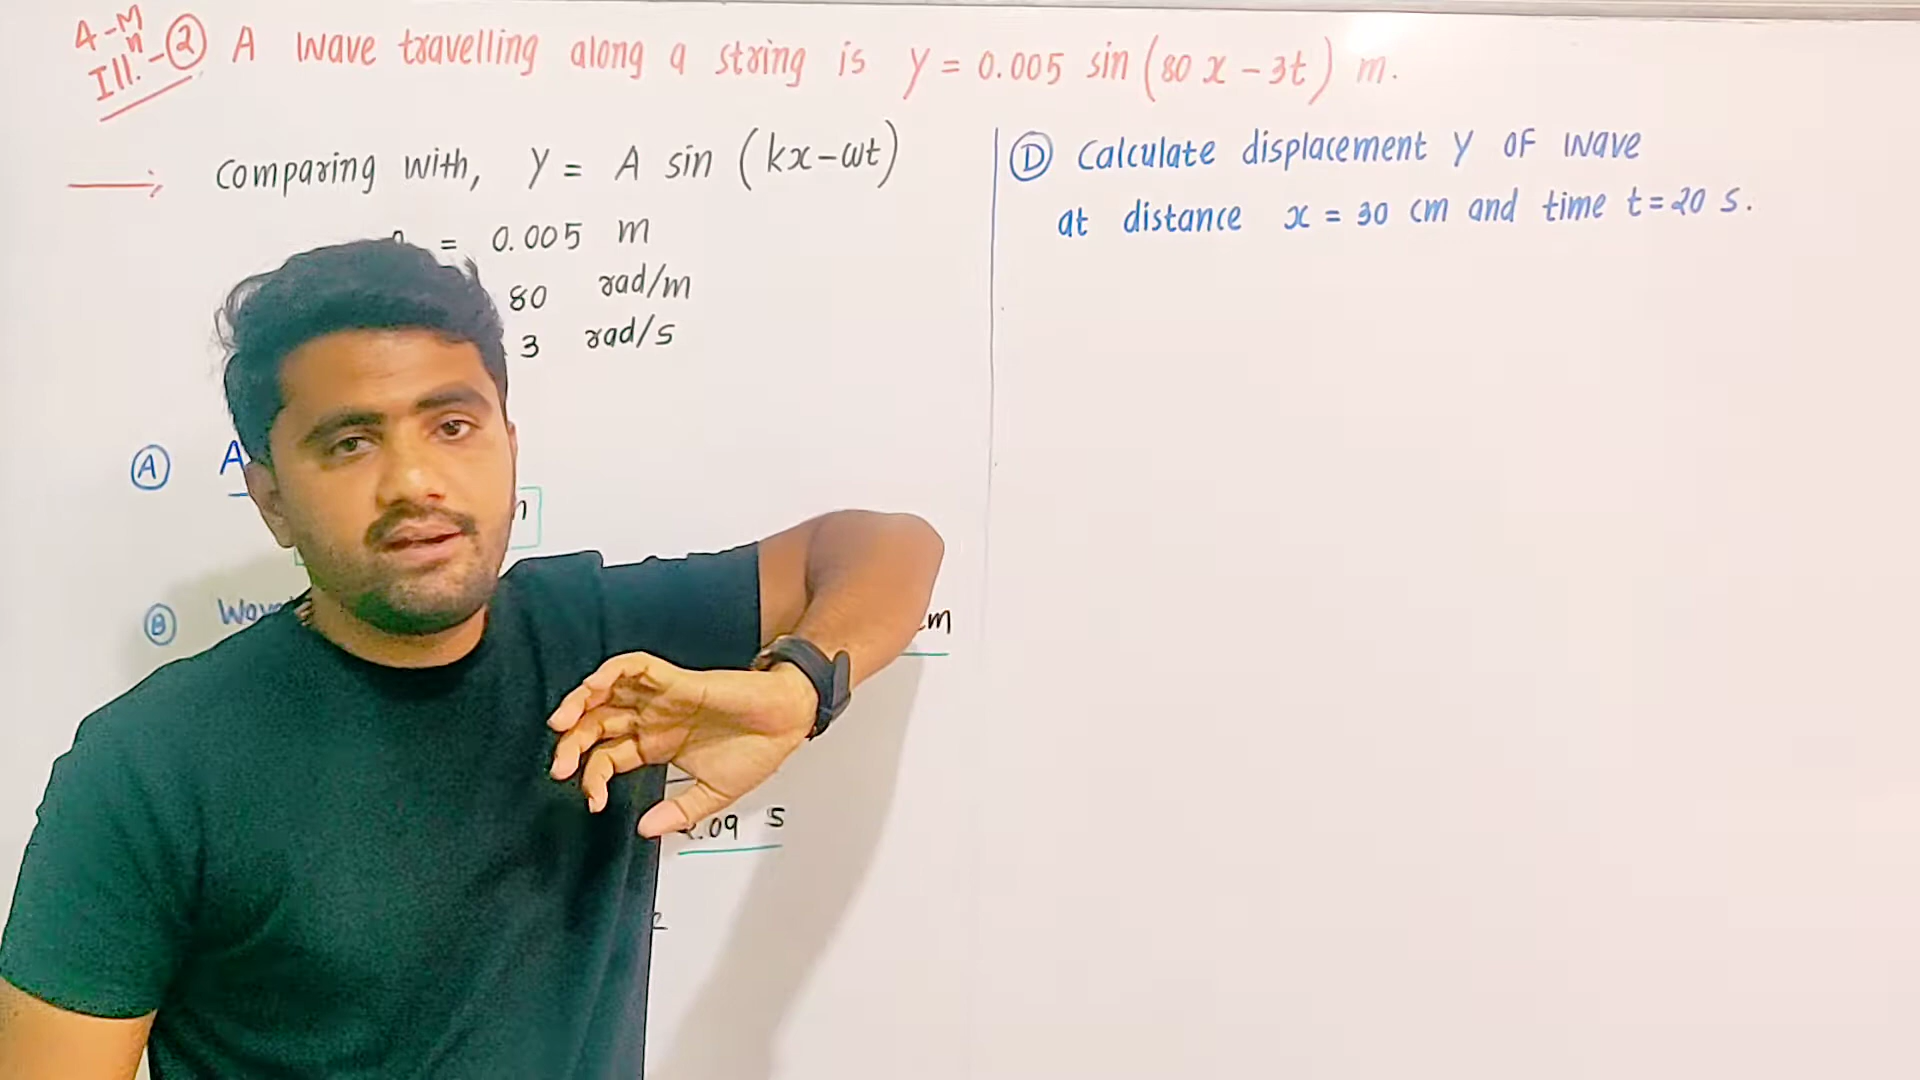 4-M
Ill.n-② A wave travelling along a string is y = 0.005 sin (80 x - 3t) m.
Comparing with, y = A sin (kx-ωt)
= 0.005 m
80 rad/m
3 rad/s
Ⓐ A
Ⓑ
m
.09 s
Ⓓ Calculate displacement y of wave
at distance x = 30 cm and time t=20 s.